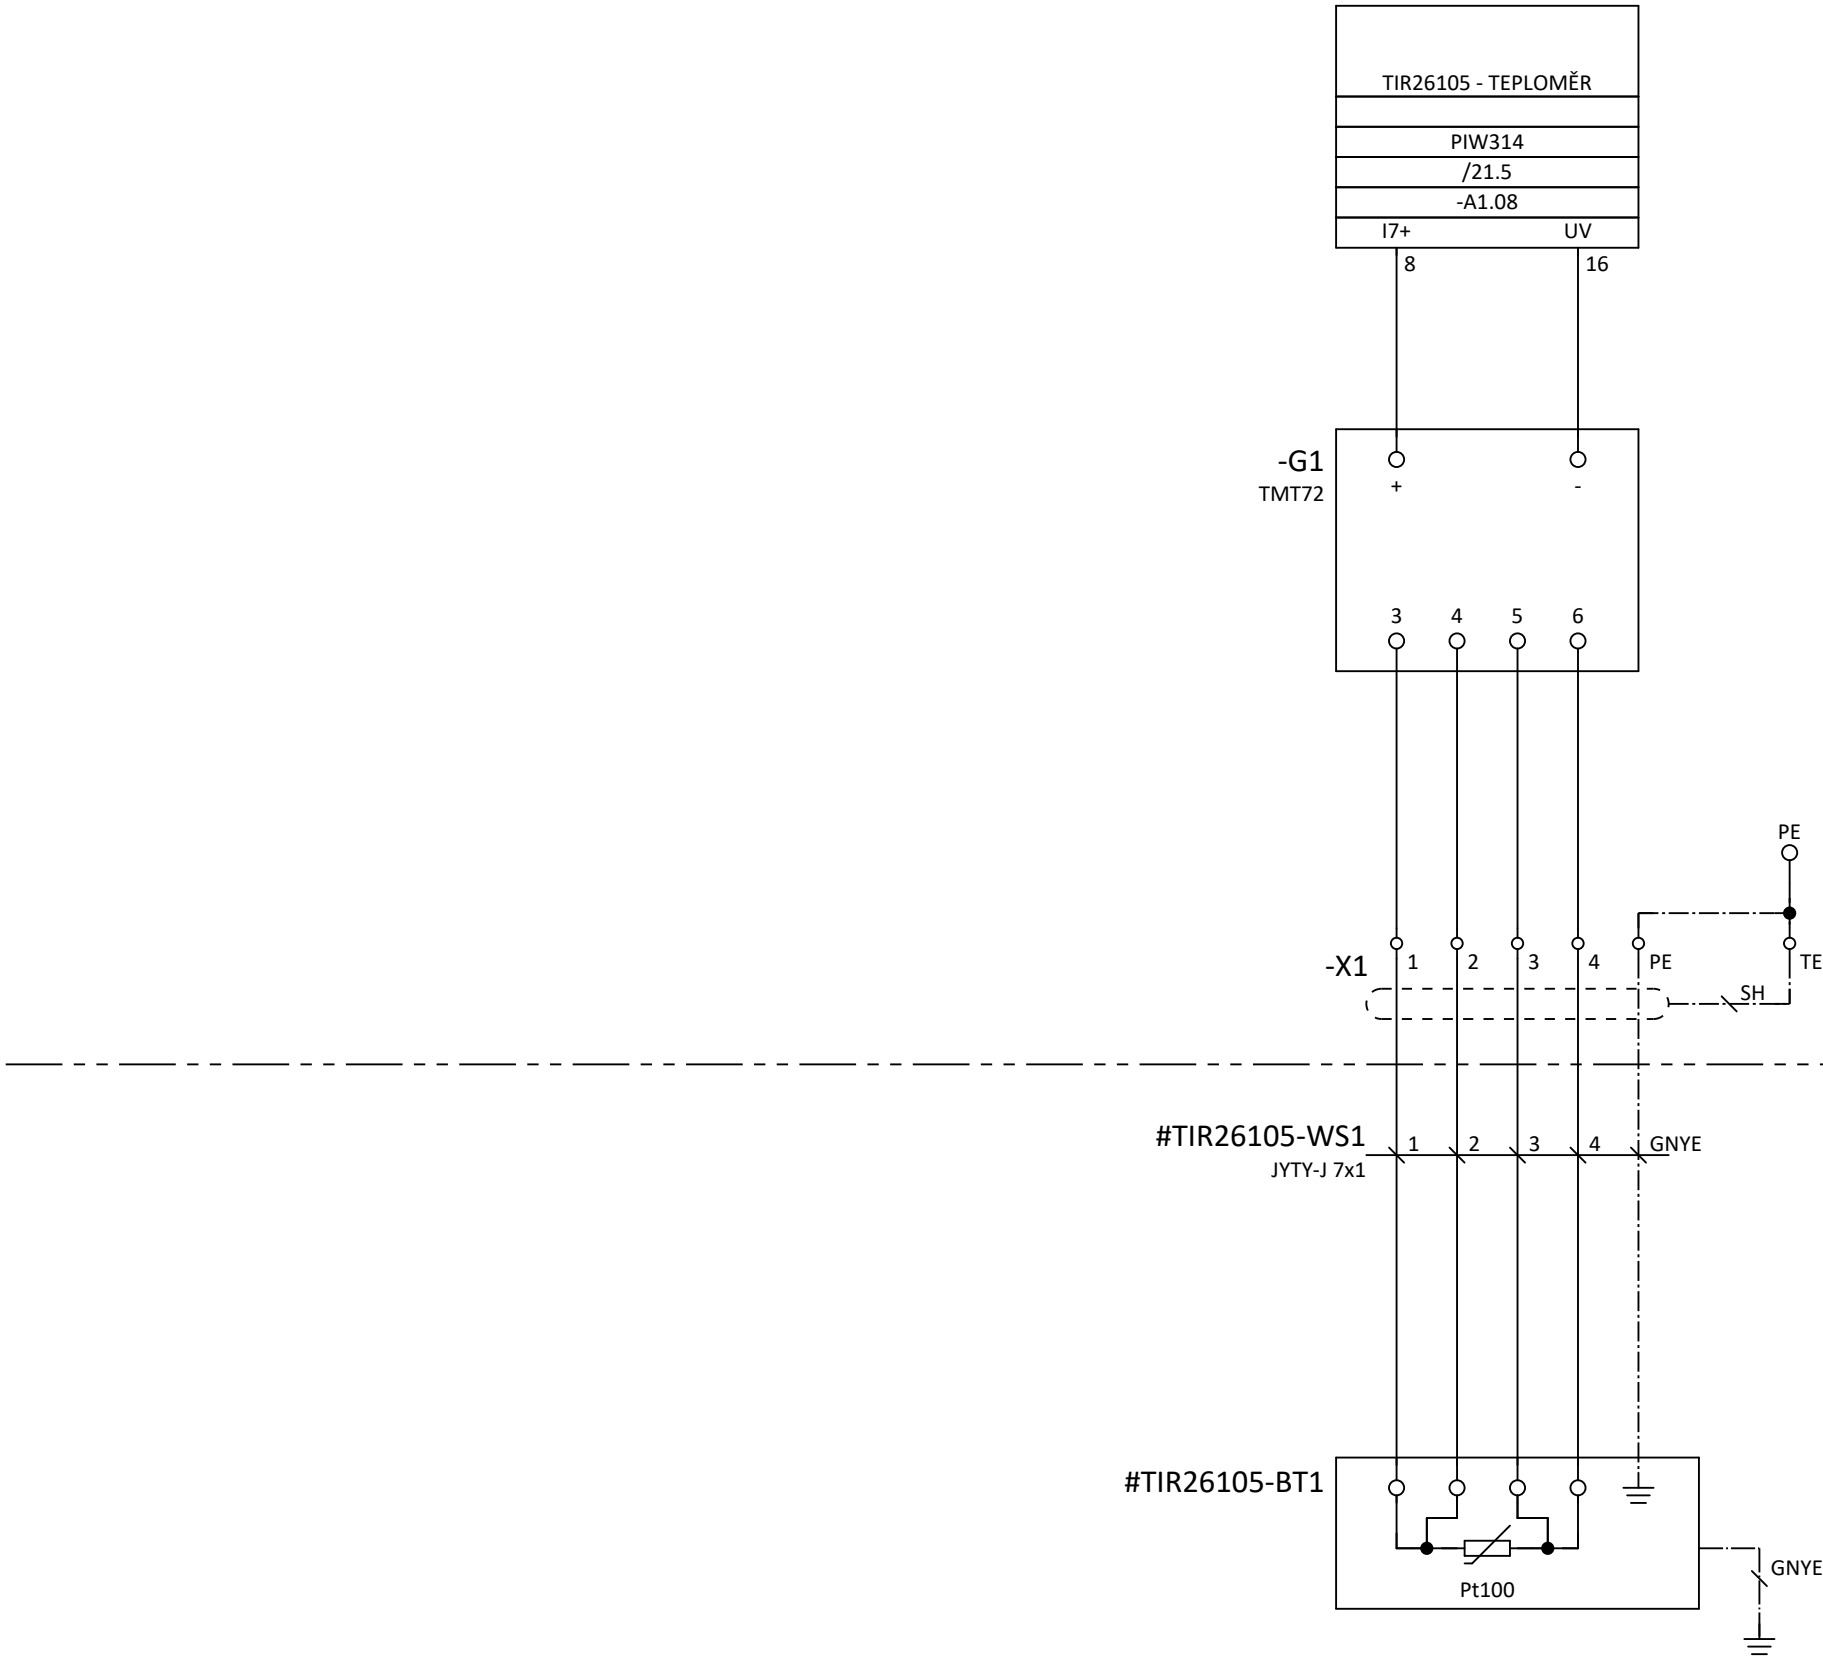 TIR26105 - TEPLOMĚR
PIW314
/21.5
-A1.08
I7+ UV
8 16
-G1
TMT72
+ -
3 4 5 6
PE
-X1 1 2 3 4 PE TE
SH
#TIR26105-WS1 1 2 3 4 GNYE
JYTY-J 7x1
#TIR26105-BT1
GNYE
Pt100